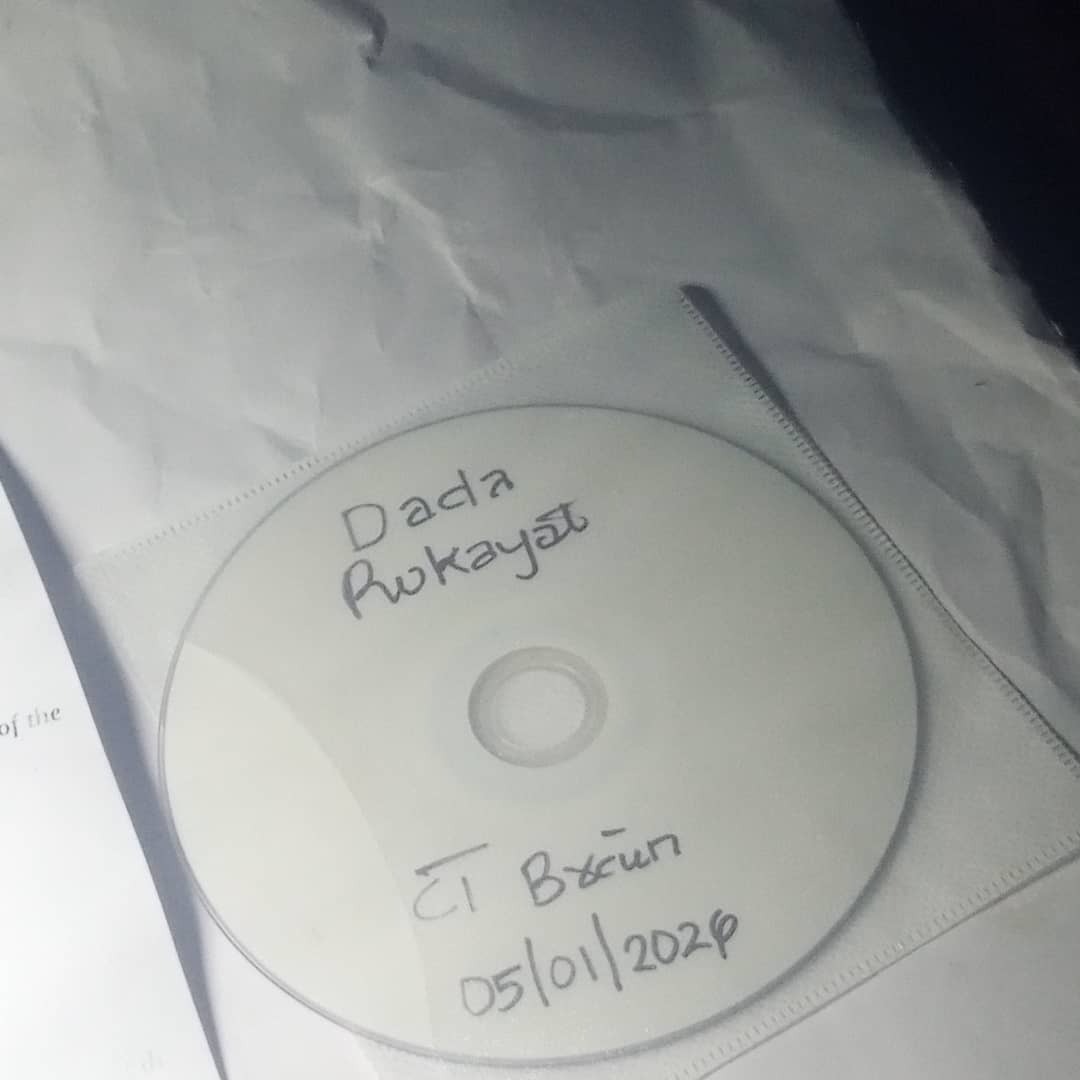 of the
Dada
Rukayat
CT Brain
05/01/2026